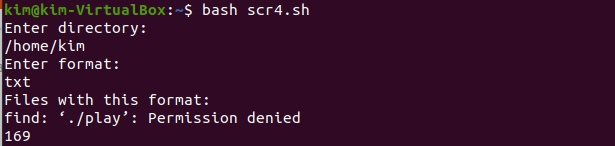 kim@kim-VirtualBox:~$ bash scr4.sh
Enter directory:
/home/kim
Enter format:
txt
Files with this format:
find: ‘./play’: Permission denied
169